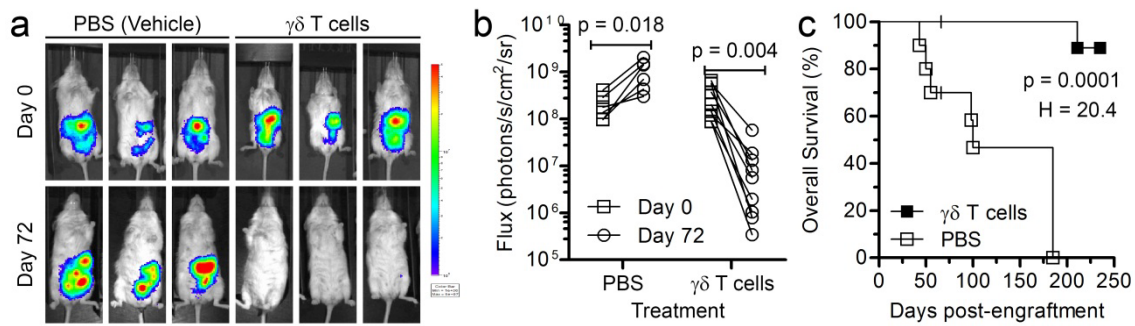 a
PBS (Vehicle)
γδ T cells
Day 0
Day 72
b
10^10
10^9
10^8
10^7
10^6
10^5
Flux (photons/s/cm²/sr)
p = 0.018
p = 0.004
Day 0
Day 72
PBS
γδ T cells
Treatment
c
100
80
60
40
20
0
Overall Survival (%)
p = 0.0001
H = 20.4
γδ T cells
PBS
0 50 100 150 200 250
Days post-engraftment